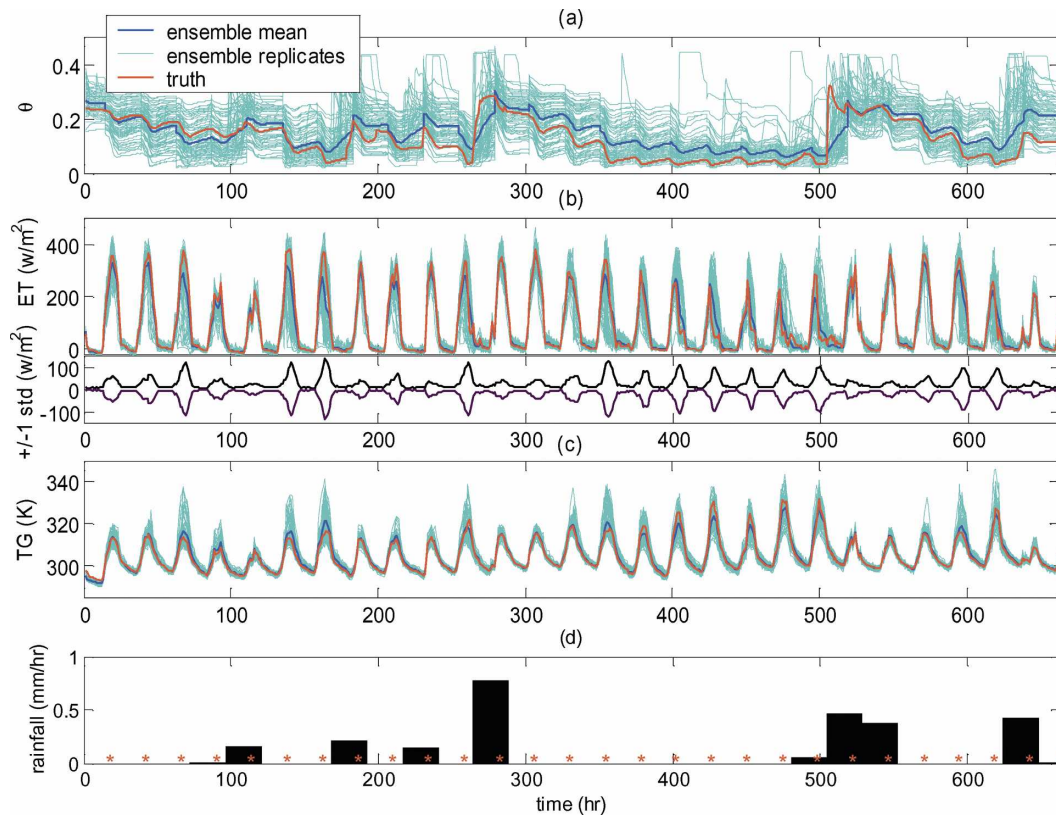 (a)
ensemble mean
ensemble replicates
truth
θ
0.4
0.2
0
0 100 200 300 400 500 600
(b)
ET (w/m²)
400
200
0
+/-1 std (w/m²)
100
0
-100
0 100 200 300 400 500 600
(c)
TG (K)
340
320
300
0 100 200 300 400 500 600
(d)
rainfall (mm/hr)
1
0.5
0
0 100 200 300 400 500 600
time (hr)